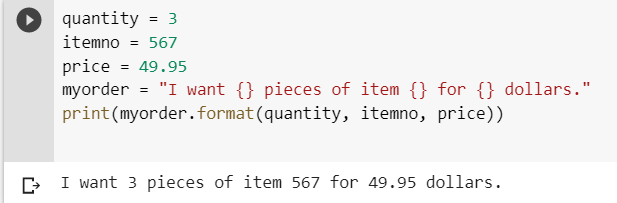 quantity = 3
itemno = 567
price = 49.95
myorder = "I want {} pieces of item {} for {} dollars."
print(myorder.format(quantity, itemno, price))
I want 3 pieces of item 567 for 49.95 dollars.